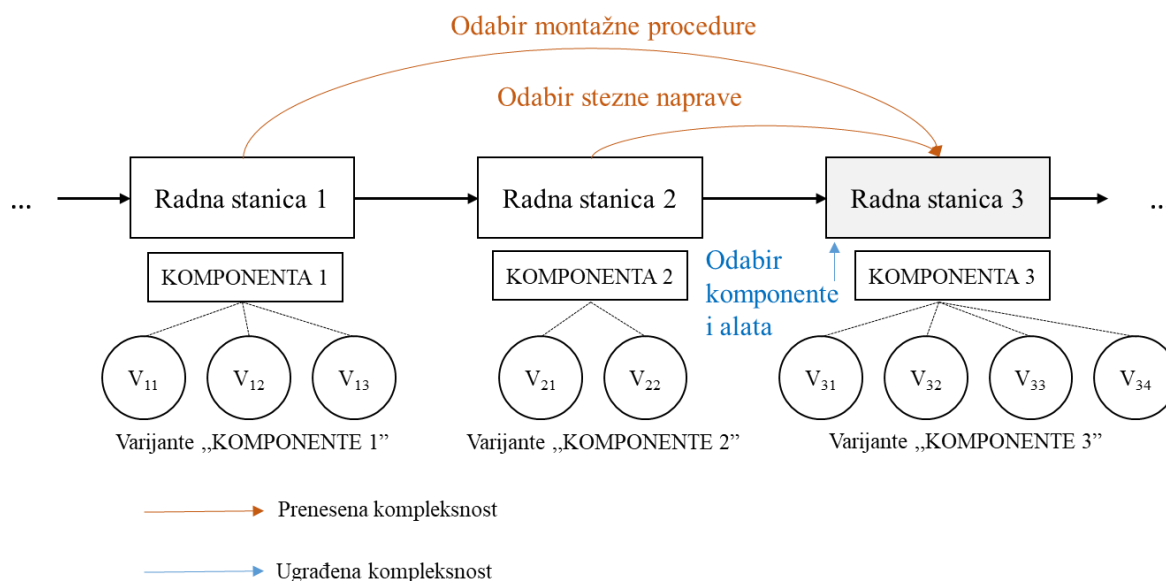 Odabir montažne procedure
Odabir stezne naprave
... Radna stanica 1 Radna stanica 2 Radna stanica 3 ..
KOMPONENTA 1 KOMPONENTA 2 Odabir komponente i alata KOMPONENTA 3
V₁₁ V₁₂ V₁₃ V₂₁ V₂₂ V₃₁ V₃₂ V₃₃ V₃₄
Varijante ,,KOMPONENTE 1” Varijante ,,KOMPONENTE 2” Varijante ,,KOMPONENTE 3”
Prenesena kompleksnost
Ugrađena kompleksnost